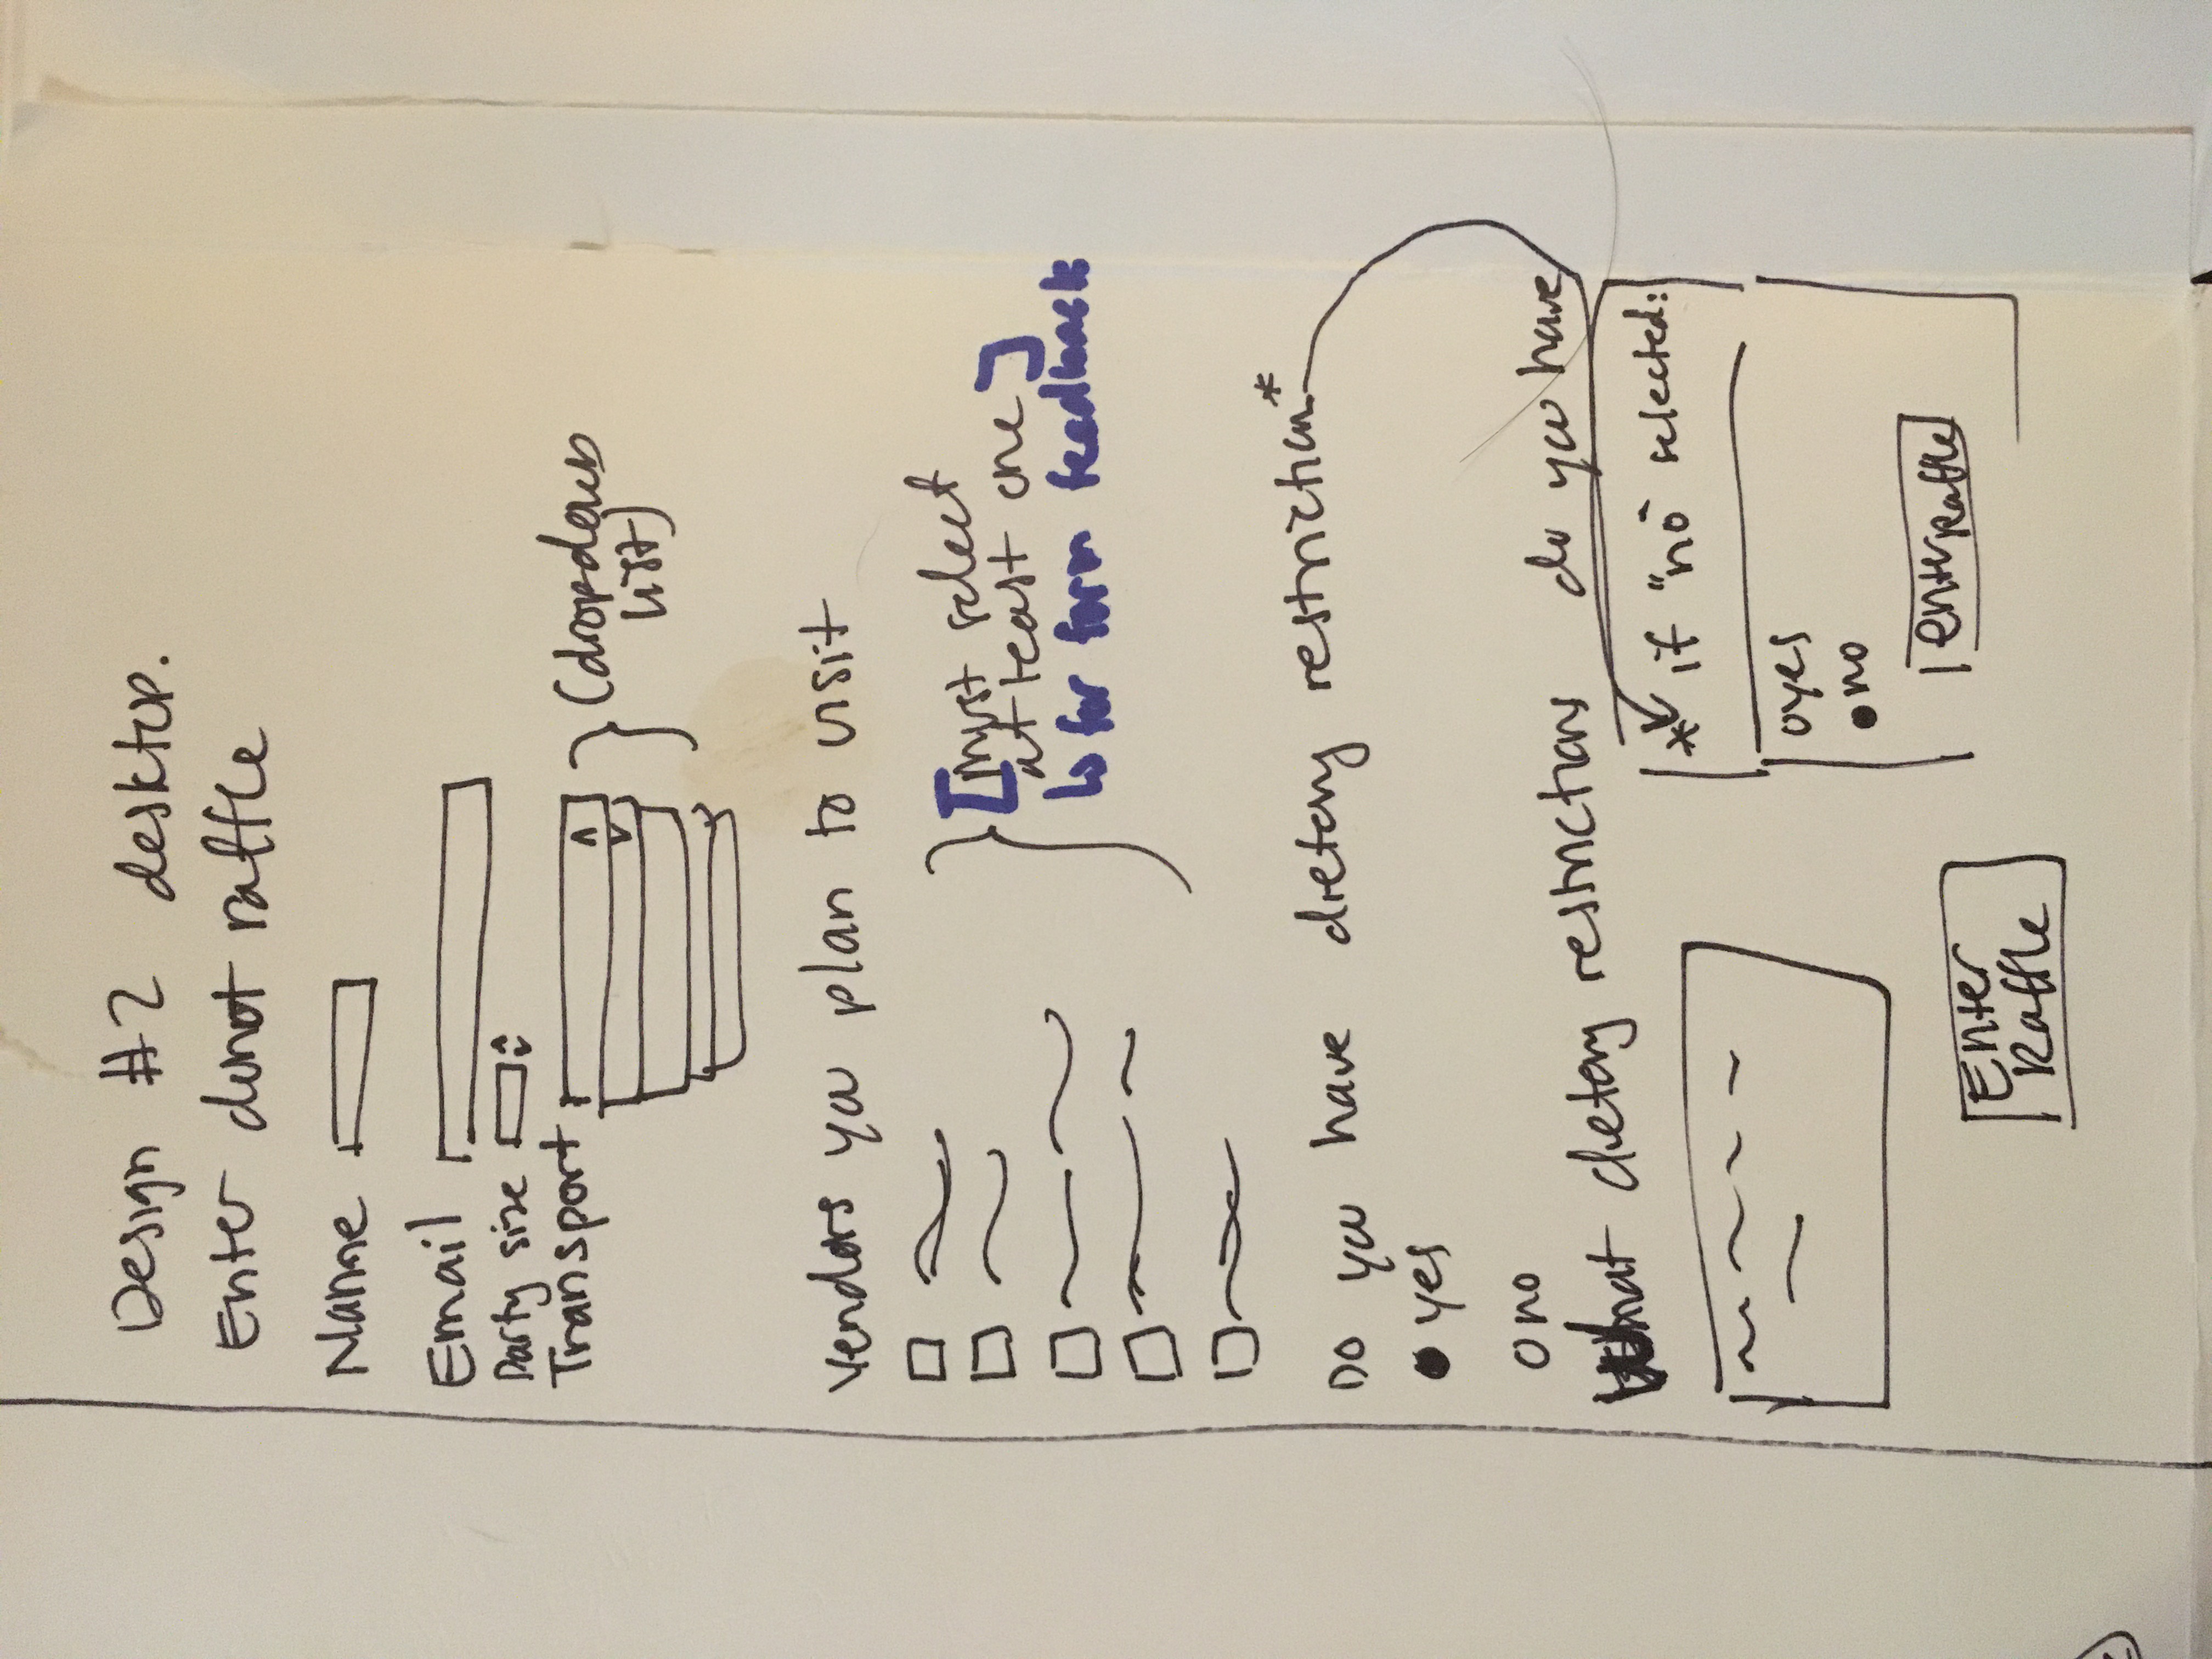 Design #2 desktop.
Enter donot raffle
Name
Email
Party size
Transport
(dropdown
list)
Vendors you plan to visit
[must select
at least one]
↳ for form feedback
Do you have dietary restriction*
yes
no
What dietary restrictions do you have
* if "no" selected:
yes
no
Enter Raffle
Enter
Raffle